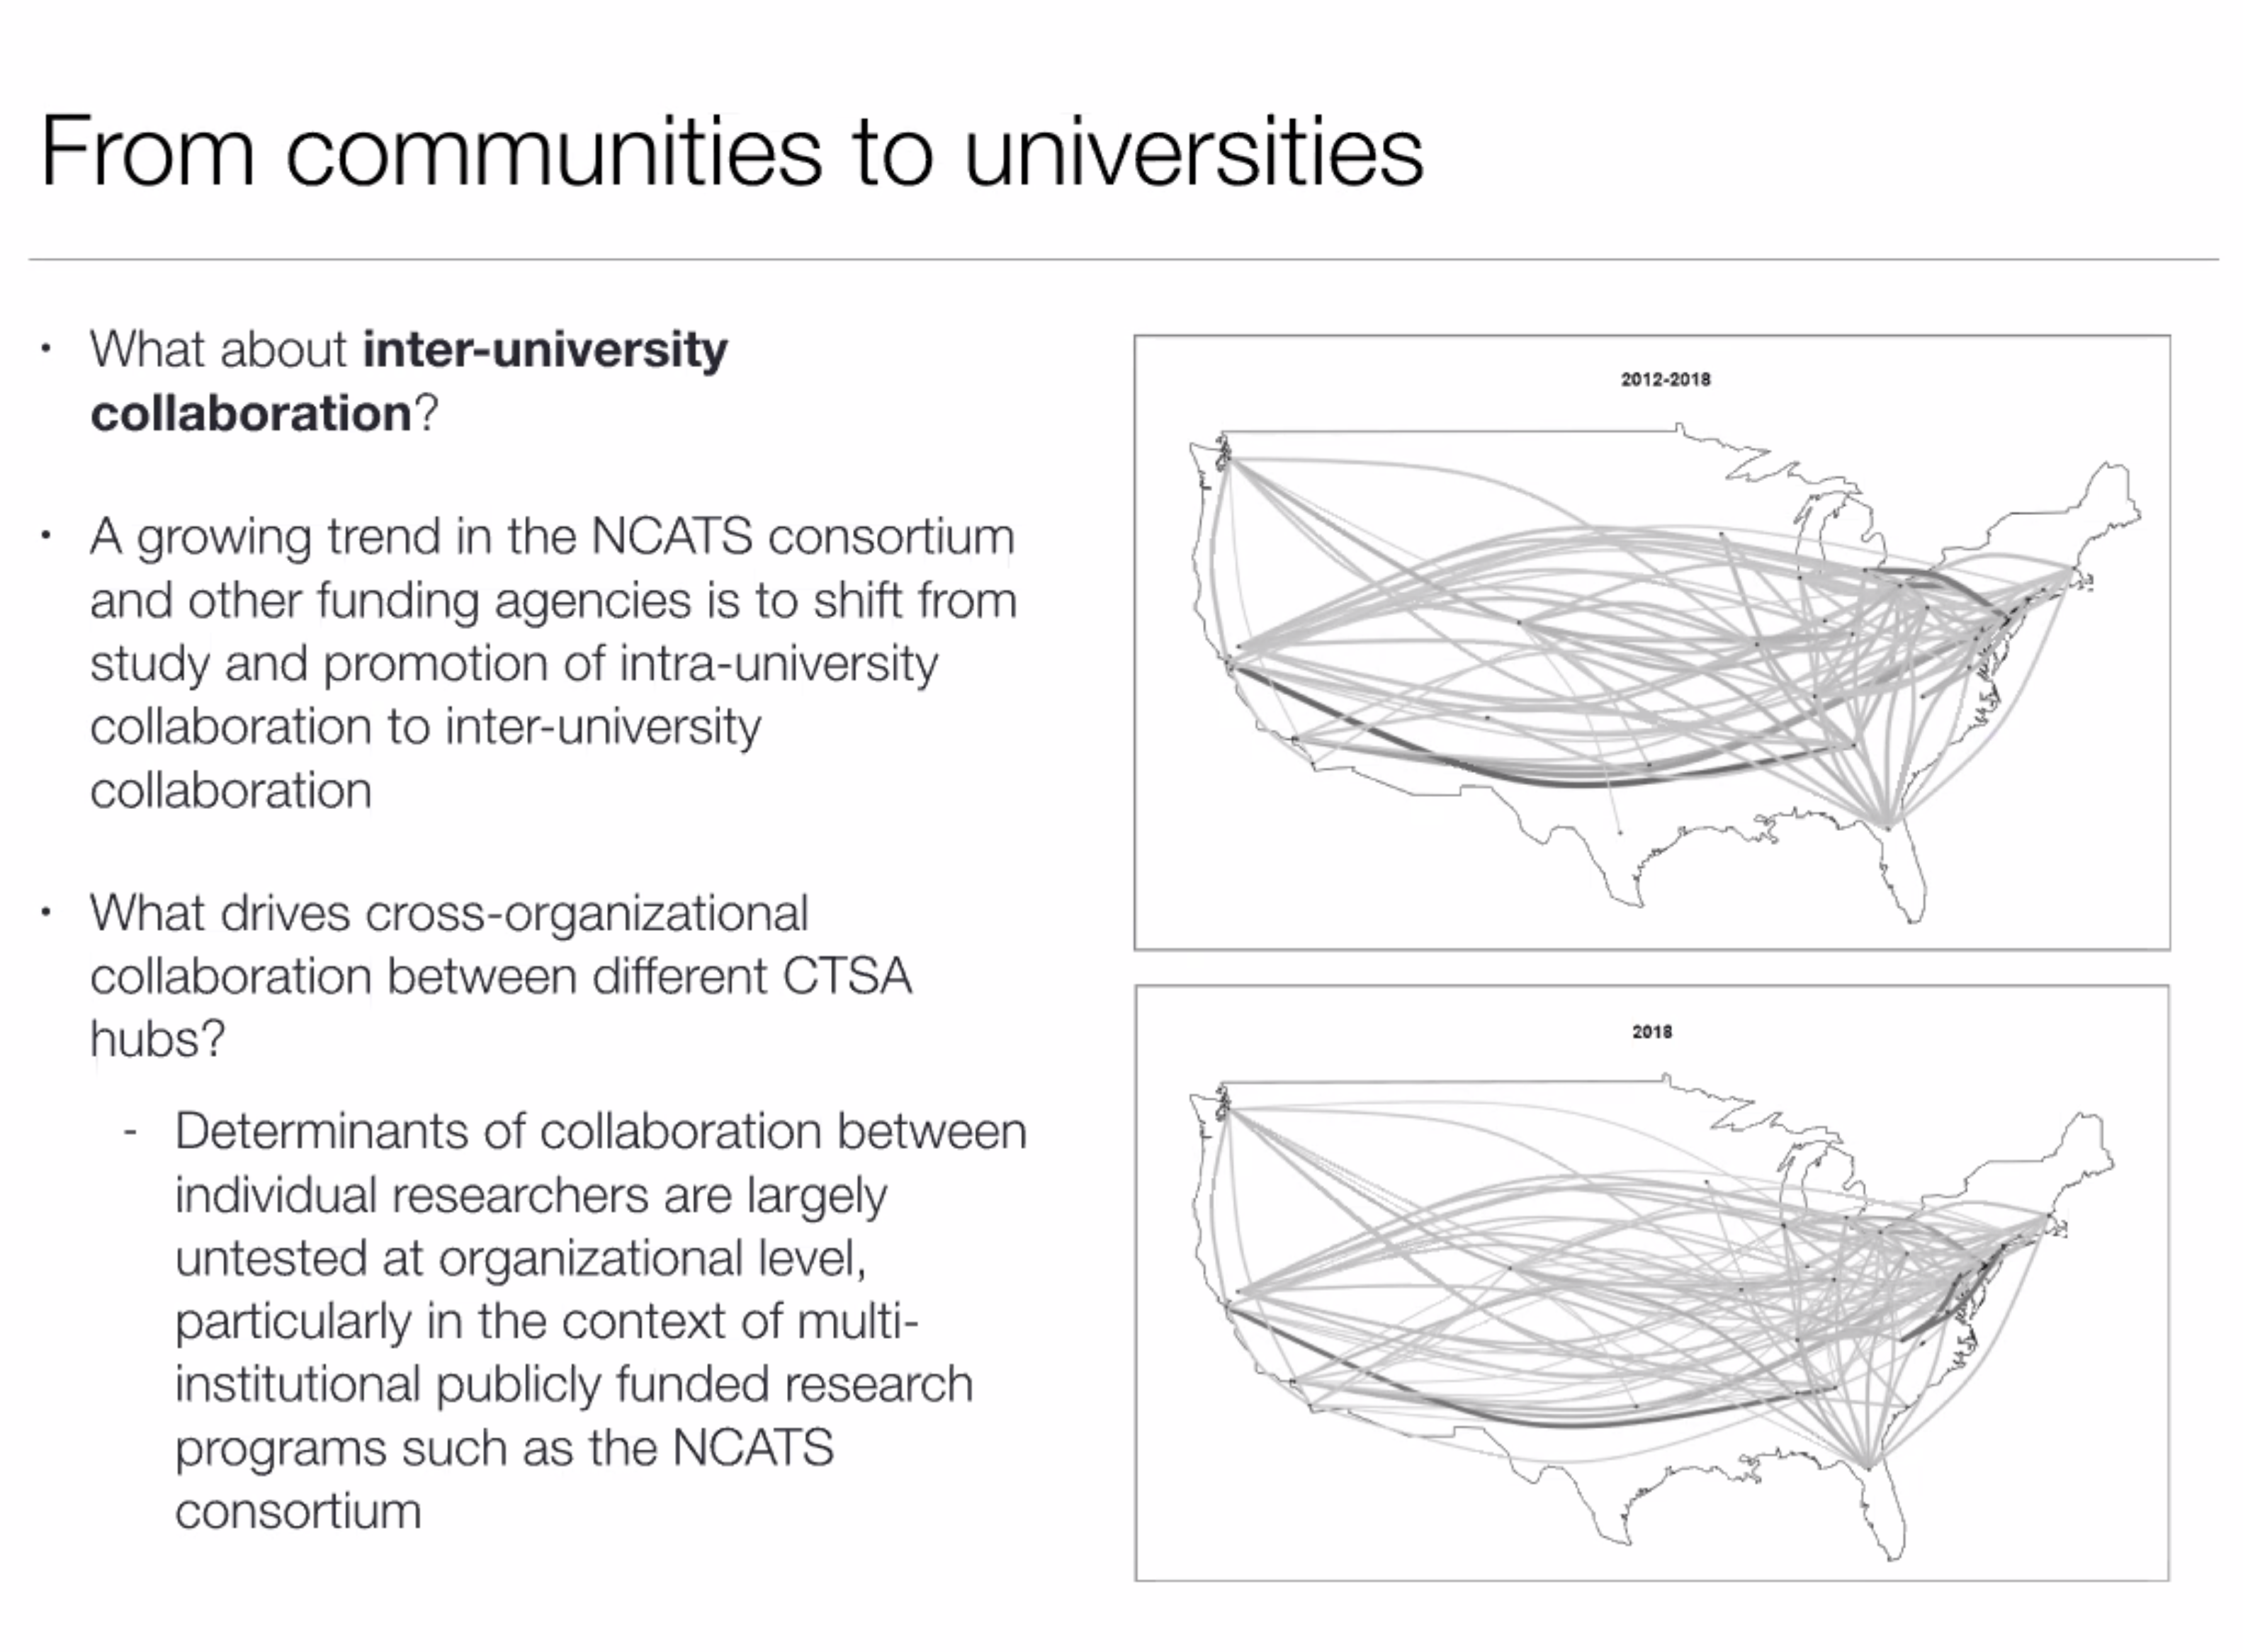 From communities to universities
• What about inter-university
collaboration?
• A growing trend in the NCATS consortium
and other funding agencies is to shift from
study and promotion of intra-university
collaboration to inter-university
collaboration
• What drives cross-organizational
collaboration between different CTSA
hubs?
- Determinants of collaboration between
individual researchers are largely
untested at organizational level,
particularly in the context of multi-
institutional publicly funded research
programs such as the NCATS
consortium
2012-2018
2018